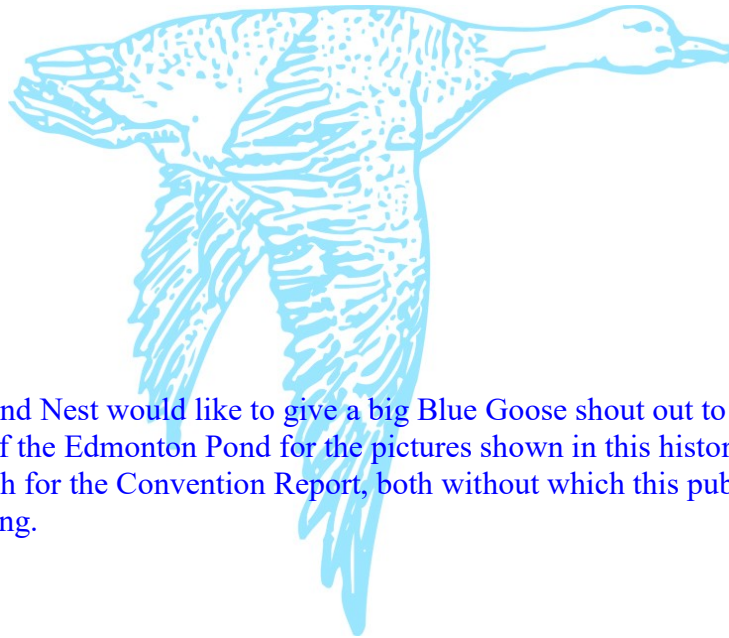 nd Nest would like to give a big Blue Goose shout out to
f the Edmonton Pond for the pictures shown in this histor
h for the Convention Report, both without which this pub
ng.